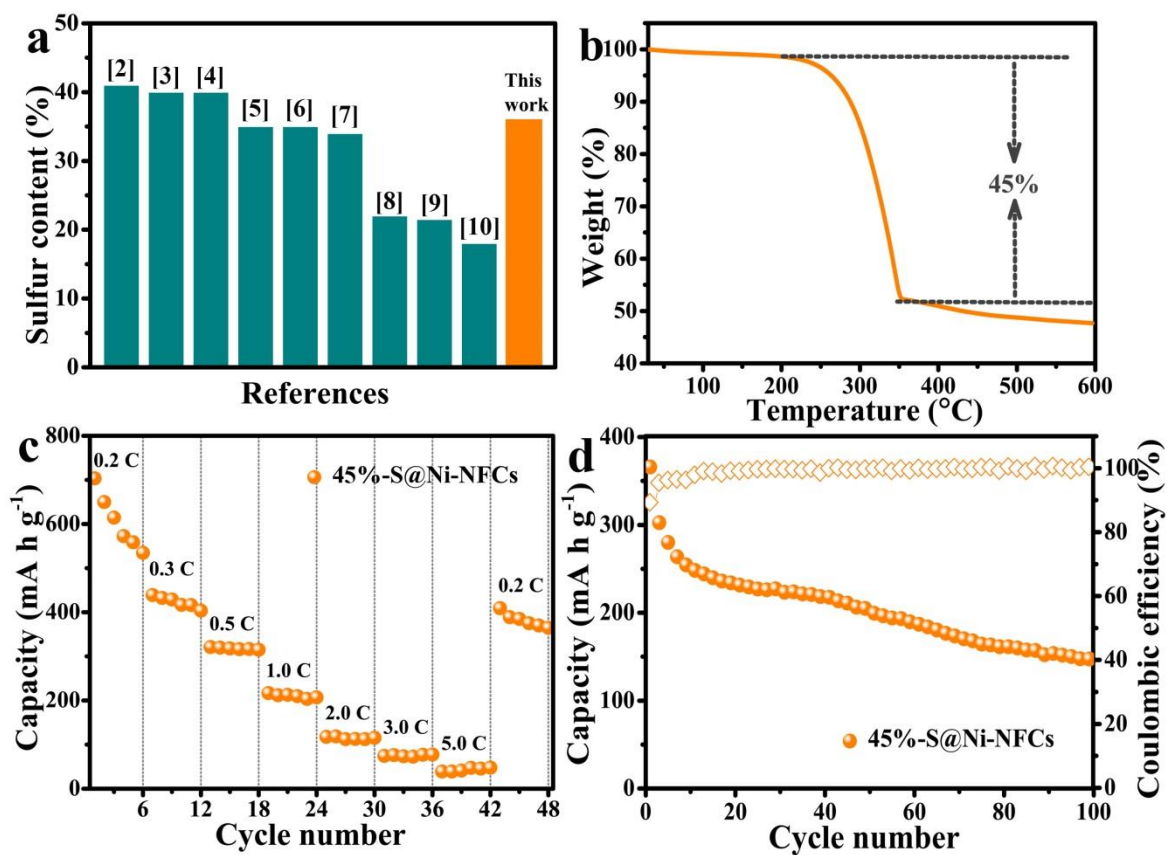 a
Sulfur content (%)
50
40
30
20
10
0
[2]
[3]
[4]
[5]
[6]
[7]
[8]
[9]
[10]
This
work
References
b
Weight (%)
100
90
80
70
60
50
40
45%
100
200
300
400
500
600
Temperature (°C)
c
Capacity (mA h g⁻¹)
800
600
400
200
0
0.2 C
0.3 C
0.5 C
1.0 C
2.0 C
3.0 C
5.0 C
0.2 C
45%-S@Ni-NFCs
6
12
18
24
30
36
42
48
Cycle number
d
Capacity (mA h g⁻¹)
400
350
300
250
200
150
100
50
0
45%-S@Ni-NFCs
0
20
40
60
80
100
Cycle number
100
80
60
40
20
0
Coulombic efficiency (%)